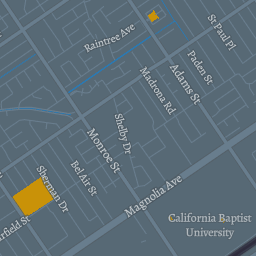 St Paul Pl
Raintree Ave
Paden St
Adams St
Madrona Rd
Shelby Dr
Monroe St
Bel Air St
Sherman Dr
Magnolia Ave
California Baptist
University